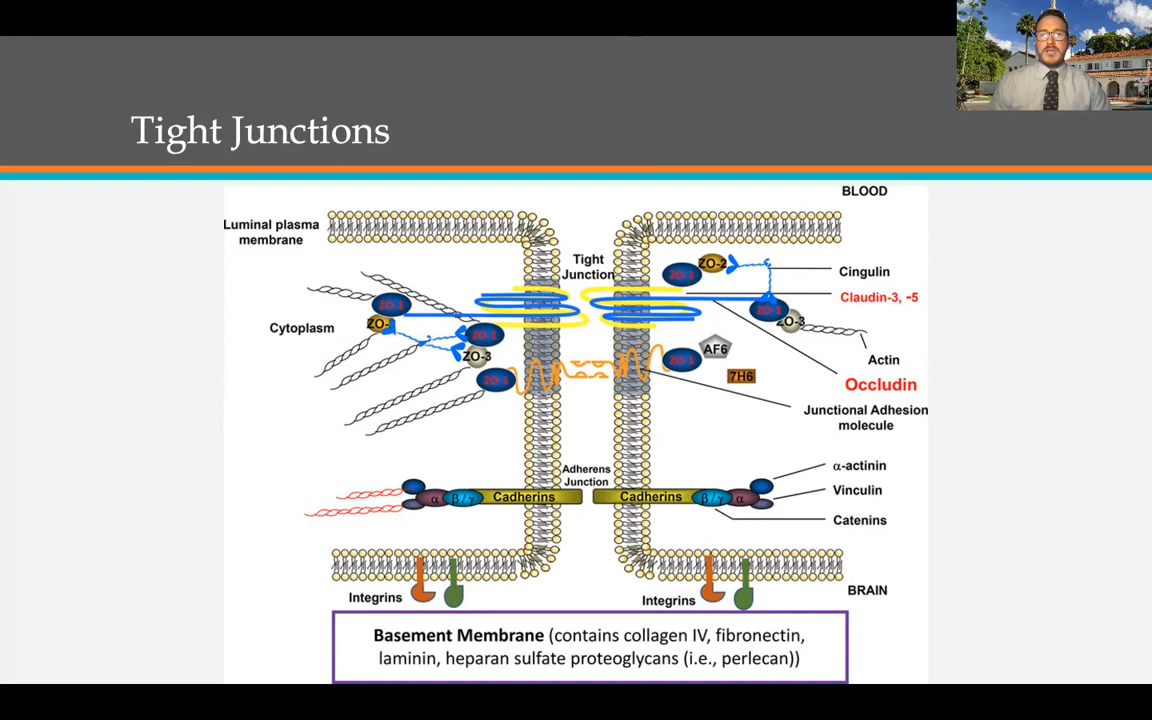 Tight Junctions
BLOOD
Luminal plasma
membrane
Tight
Junction
ZO-2
ZO-1
Cingulin
Claudin-3, -5
ZO-1
ZO-1
Cytoplasm
ZO-
ZO-3
ZO-1
ZO-3
AF6
ZO-1
Actin
7H6
ZO-1
Occludin
Junctional Adhesion
molecule
Adherens
Junction
α-actinin
α
β/γ
Cadherins
Cadherins
β/γ
α
Vinculin
Catenins
BRAIN
Integrins
Integrins
Basement Membrane (contains collagen IV, fibronectin,
laminin, heparan sulfate proteoglycans (i.e., perlecan))